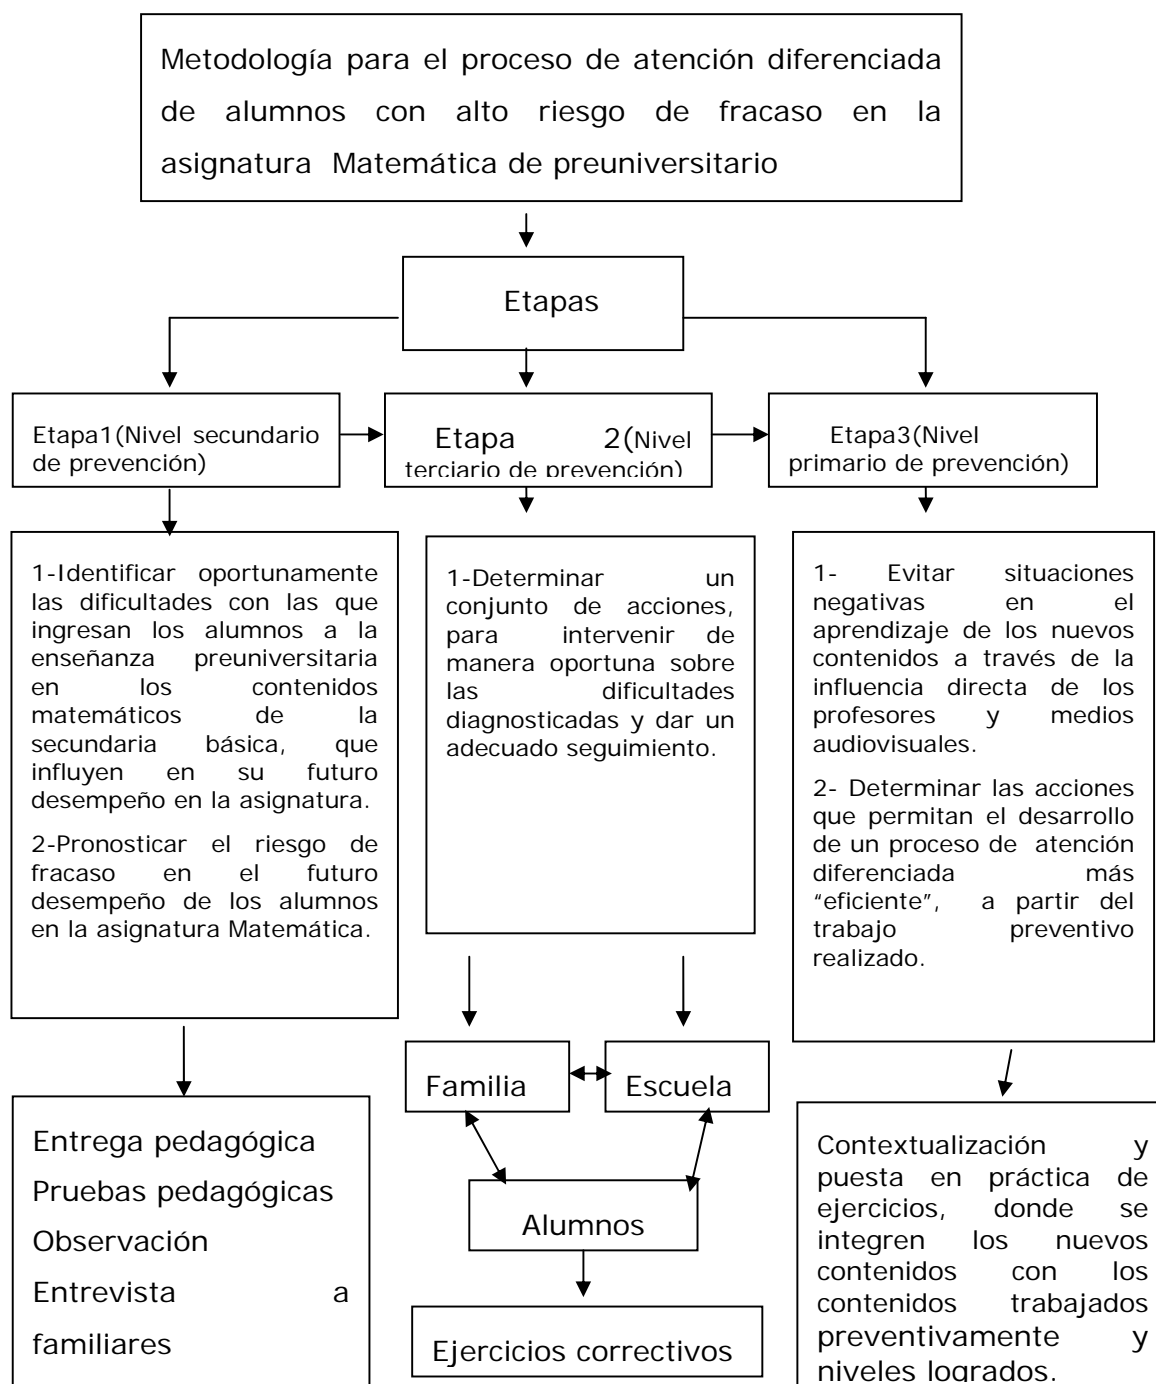 Metodología para el proceso de atención diferenciada
de alumnos con alto riesgo de fracaso en la
asignatura Matemática de preuniversitario
Etapas
Etapa1(Nivel secundario
de prevención)
Etapa 2(Nivel
terciario de prevención)
Etapa3(Nivel
primario de prevención)
1-Identificar oportunamente
las dificultades con las que
ingresan los alumnos a la
enseñanza preuniversitaria
en los contenidos
matemáticos de la
secundaria básica, que
influyen en su futuro
desempeño en la asignatura.
2-Pronosticar el riesgo de
fracaso en el futuro
desempeño de los alumnos
en la asignatura Matemática.
1-Determinar un
conjunto de acciones,
para intervenir de
manera oportuna sobre
las dificultades
diagnosticadas y dar un
adecuado seguimiento.
1- Evitar situaciones
negativas en el
aprendizaje de los nuevos
contenidos a través de la
influencia directa de los
profesores y medios
audiovisuales.
2- Determinar las acciones
que permitan el desarrollo
de un proceso de atención
diferenciada más
“eficiente”, a partir del
trabajo preventivo
realizado.
Entrega pedagógica
Pruebas pedagógicas
Observación
Entrevista a
familiares
Familia
Escuela
Alumnos
Ejercicios correctivos
Contextualización y
puesta en práctica de
ejercicios, donde se
integren los nuevos
contenidos con los
contenidos trabajados
preventivamente y
niveles logrados.